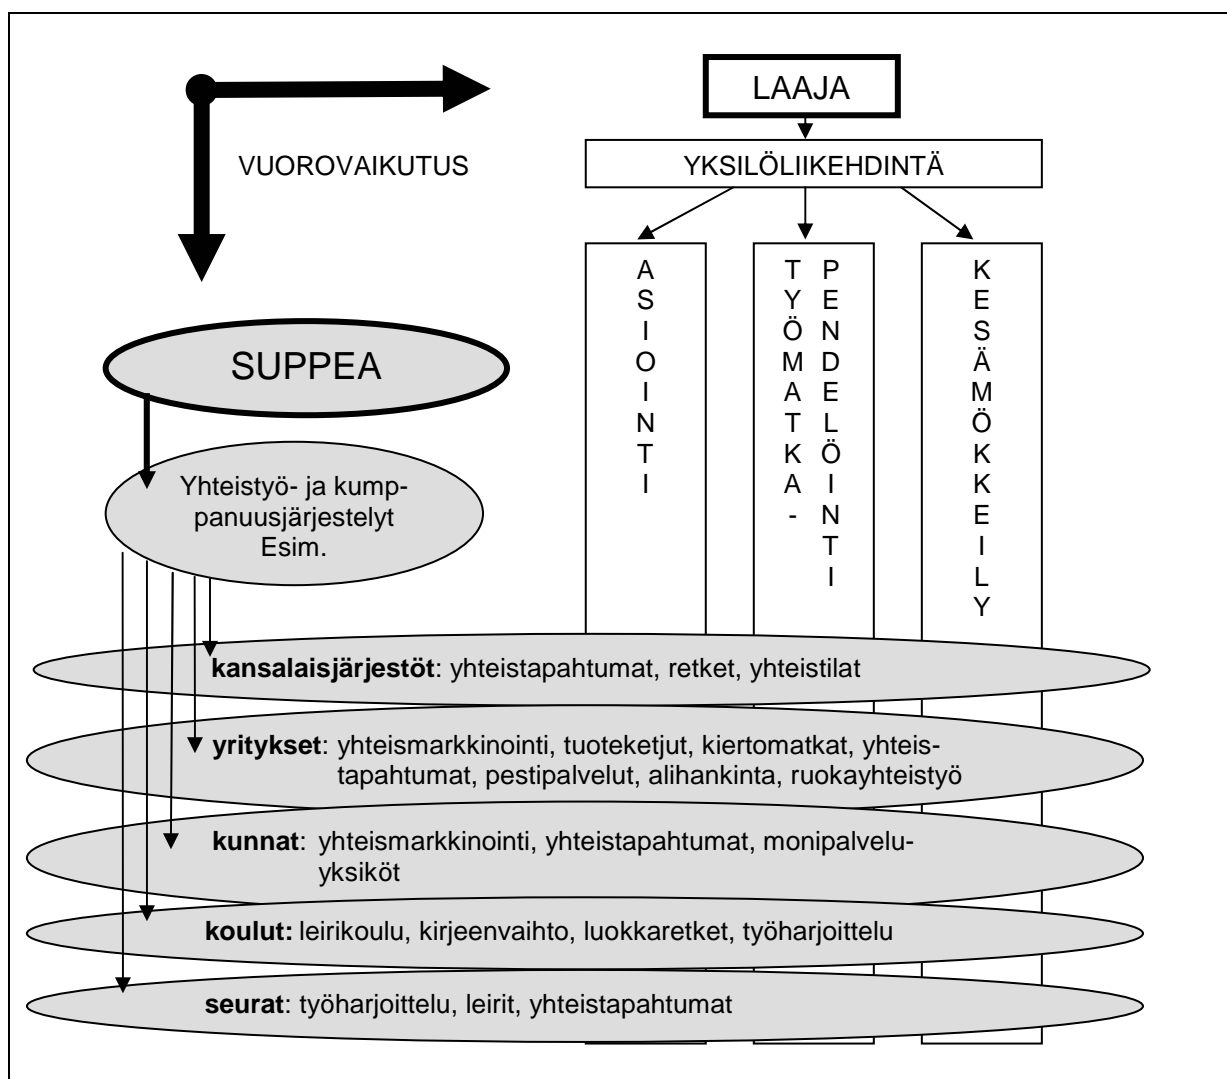 LAAJA
VUOROVAIKUTUS
YKSILÖLIIKEHDINTÄ
SUPPEA
ASIOINTI
TYÖMATKA-
PENDELÖINTI
KESÄMÖKKEILY
Yhteistyö- ja kump-
panuusjärjestelyt
Esim.
kansalaisjärjestöt: yhteistapahtumat, retket, yhteistilat
yritykset: yhteismarkkinointi, tuoteketjut, kiertomatkat, yhteis-
tapahtumat, pestipalvelut, alihankinta, ruokayhteistyö
kunnat: yhteismarkkinointi, yhteistapahtumat, monipalvelu-
yksiköt
koulut: leirikoulu, kirjeenvaihto, luokkaretket, työharjoittelu
seurat: työharjoittelu, leirit, yhteistapahtumat